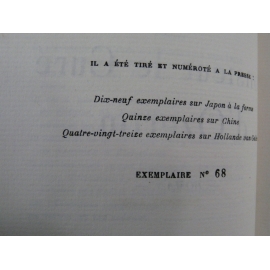 IL A ÉTÉ TIRÉ ET NUMÉROTÉ A LA PRESSE :
Dix-neuf exemplaires sur Japon à la forme
Quinze exemplaires sur Chine
Quatre-vingt-treize exemplaires sur Hollande
EXEMPLAIRE N° 68